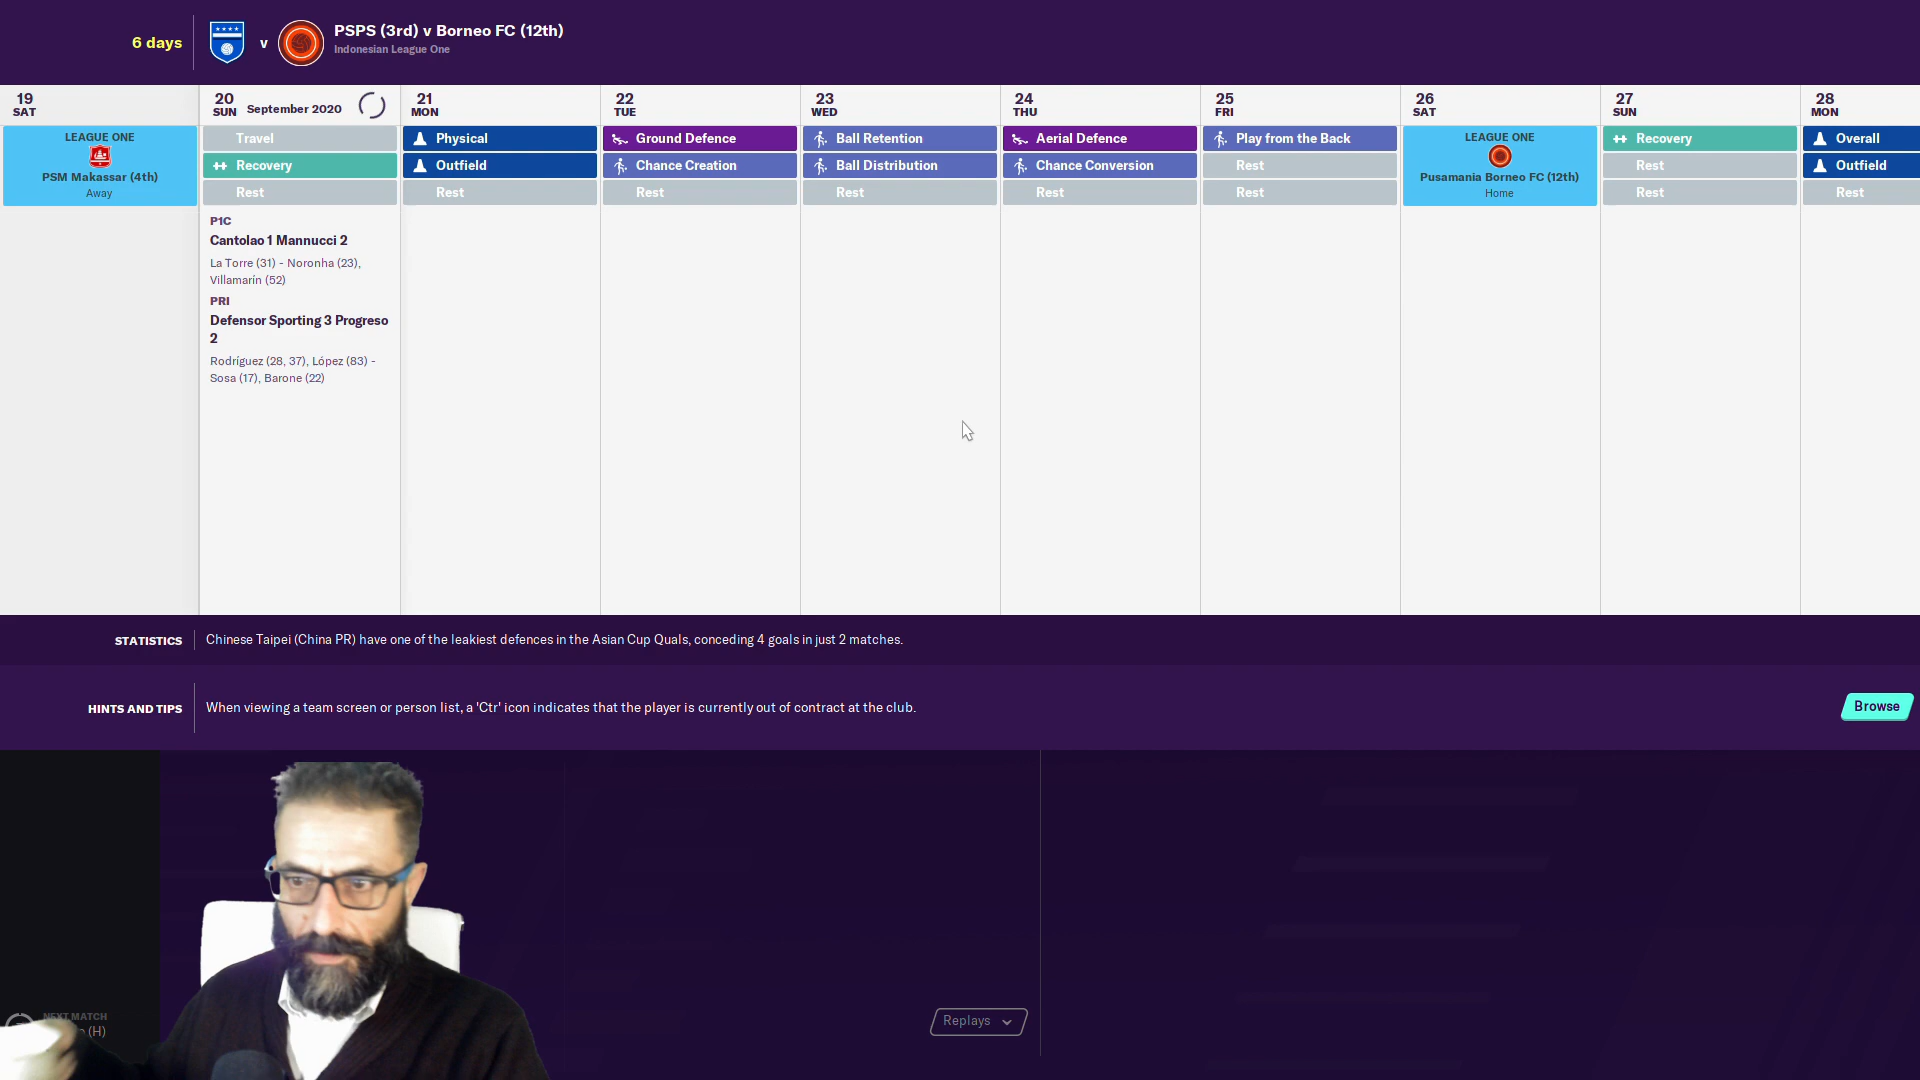 6 days
v
PSPS (3rd) v Borneo FC (12th)
Indonesian League One
19
SAT
20
SUN
September 2020
21
MON
22
TUE
23
WED
24
THU
25
FRI
26
SAT
27
SUN
28
MON
LEAGUE ONE
PSM Makassar (4th)
Away
Travel
Recovery
Rest
Physical
Outfield
Rest
Ground Defence
Chance Creation
Rest
Ball Retention
Ball Distribution
Rest
Aerial Defence
Chance Conversion
Rest
Play from the Back
Rest
Rest
LEAGUE ONE
Pusamania Borneo FC (12th)
Home
Recovery
Rest
Rest
Overall
Outfield
Rest
P1C
Cantolao 1 Mannucci 2
La Torre (31) - Noronha (23),
Villamarín (52)
PRI
Defensor Sporting 3 Progreso
2
Rodríguez (28, 37), López (83) -
Sosa (17), Barone (22)
STATISTICS
Chinese Taipei (China PR) have one of the leakiest defences in the Asian Cup Quals, conceding 4 goals in just 2 matches.
HINTS AND TIPS
When viewing a team screen or person list, a 'Ctr' icon indicates that the player is currently out of contract at the club.
Browse
NEXT MATCH
(H)
Replays